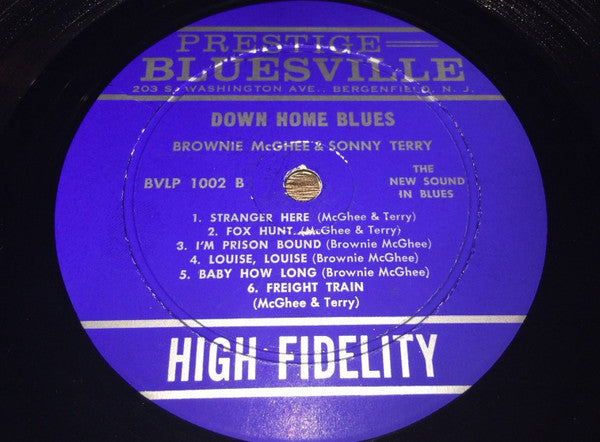 PRESTIGE
BLUESVILLE
203 S. WASHINGTON AVE., BERGENFIELD, N. J.
DOWN HOME BLUES
BROWNIE McGHEE & SONNY TERRY
BVLP 1002 B
THE
NEW SOUND
IN BLUES
1. STRANGER HERE (McGhee & Terry)
2. FOX HUNT (McGhee & Terry)
3. I'M PRISON BOUND (Brownie McGhee)
4. LOUISE, LOUISE (Brownie McGhee)
5. BABY HOW LONG (Brownie McGhee)
6. FREIGHT TRAIN
(McGhee & Terry)
HIGH FIDELITY